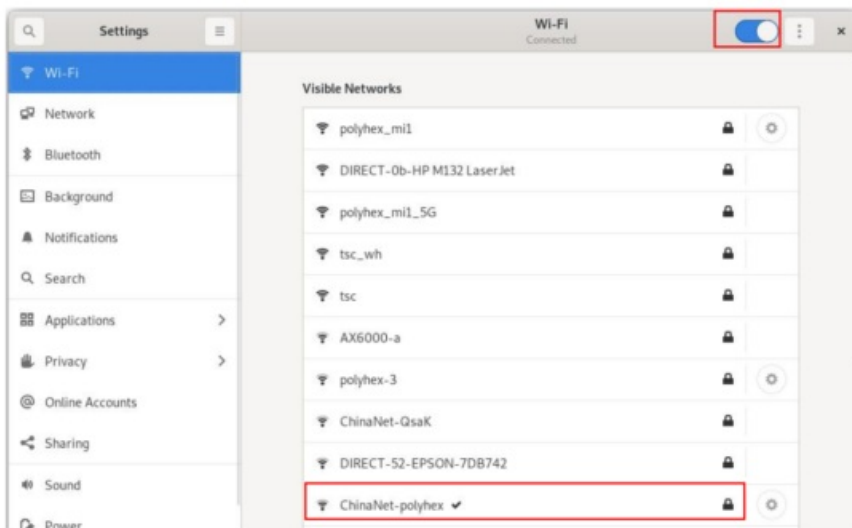 Settings
Wi-Fi
Connected
Wi-Fi
Network
Bluetooth
Background
Notifications
Search
Applications
Privacy
Online Accounts
Sharing
Sound
Power
Visible Networks
polyhex_mi1
DIRECT-0b-HP M132 LaserJet
polyhex_mi1_5G
tsc_wh
tsc
AX6000-a
polyhex-3
ChinaNet-QsaK
DIRECT-52-EPSON-7DB742
ChinaNet-polyhex